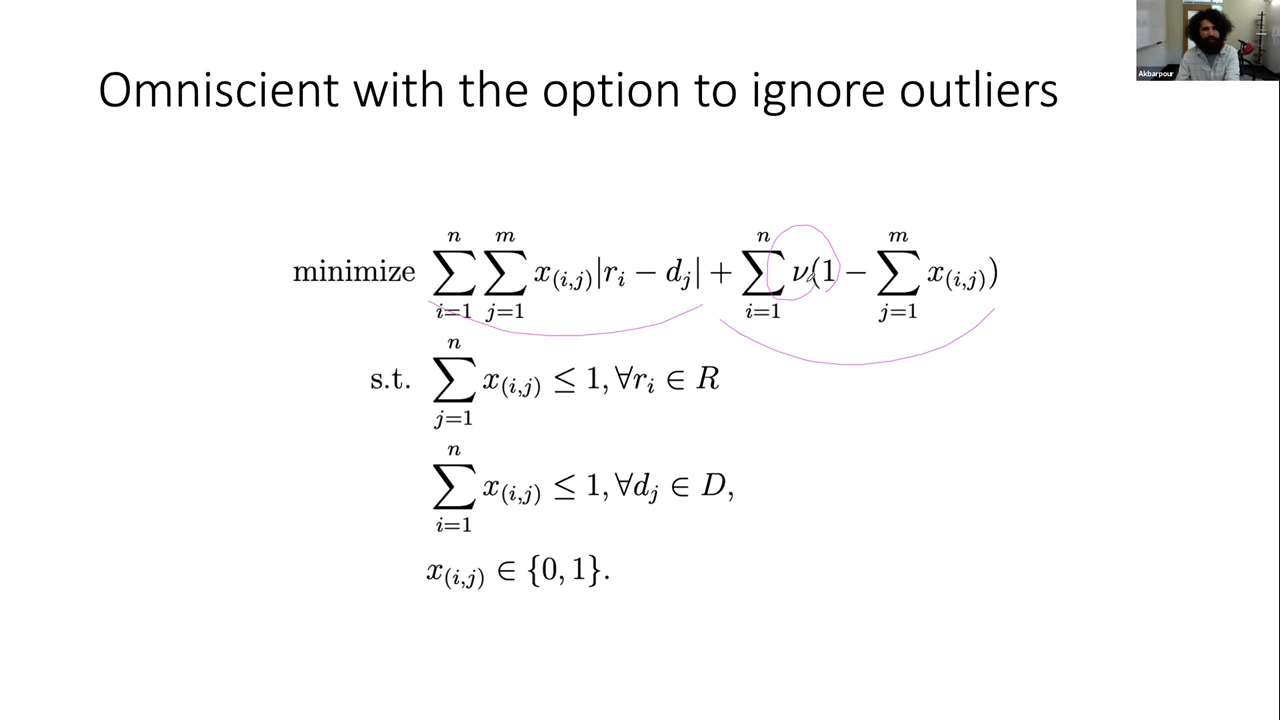 Akbarpour
Omniscient with the option to ignore outliers
minimize ∑_{i=1}^{n} ∑_{j=1}^{m} x_{(i,j)}|r_i − d_j| + ∑_{i=1}^{n} ν(1 − ∑_{j=1}^{m} x_{(i,j)})
s.t. ∑_{j=1}^{n} x_{(i,j)} ≤ 1, ∀r_i ∈ R
∑_{i=1}^{n} x_{(i,j)} ≤ 1, ∀d_j ∈ D,
x_{(i,j)} ∈ {0, 1}.